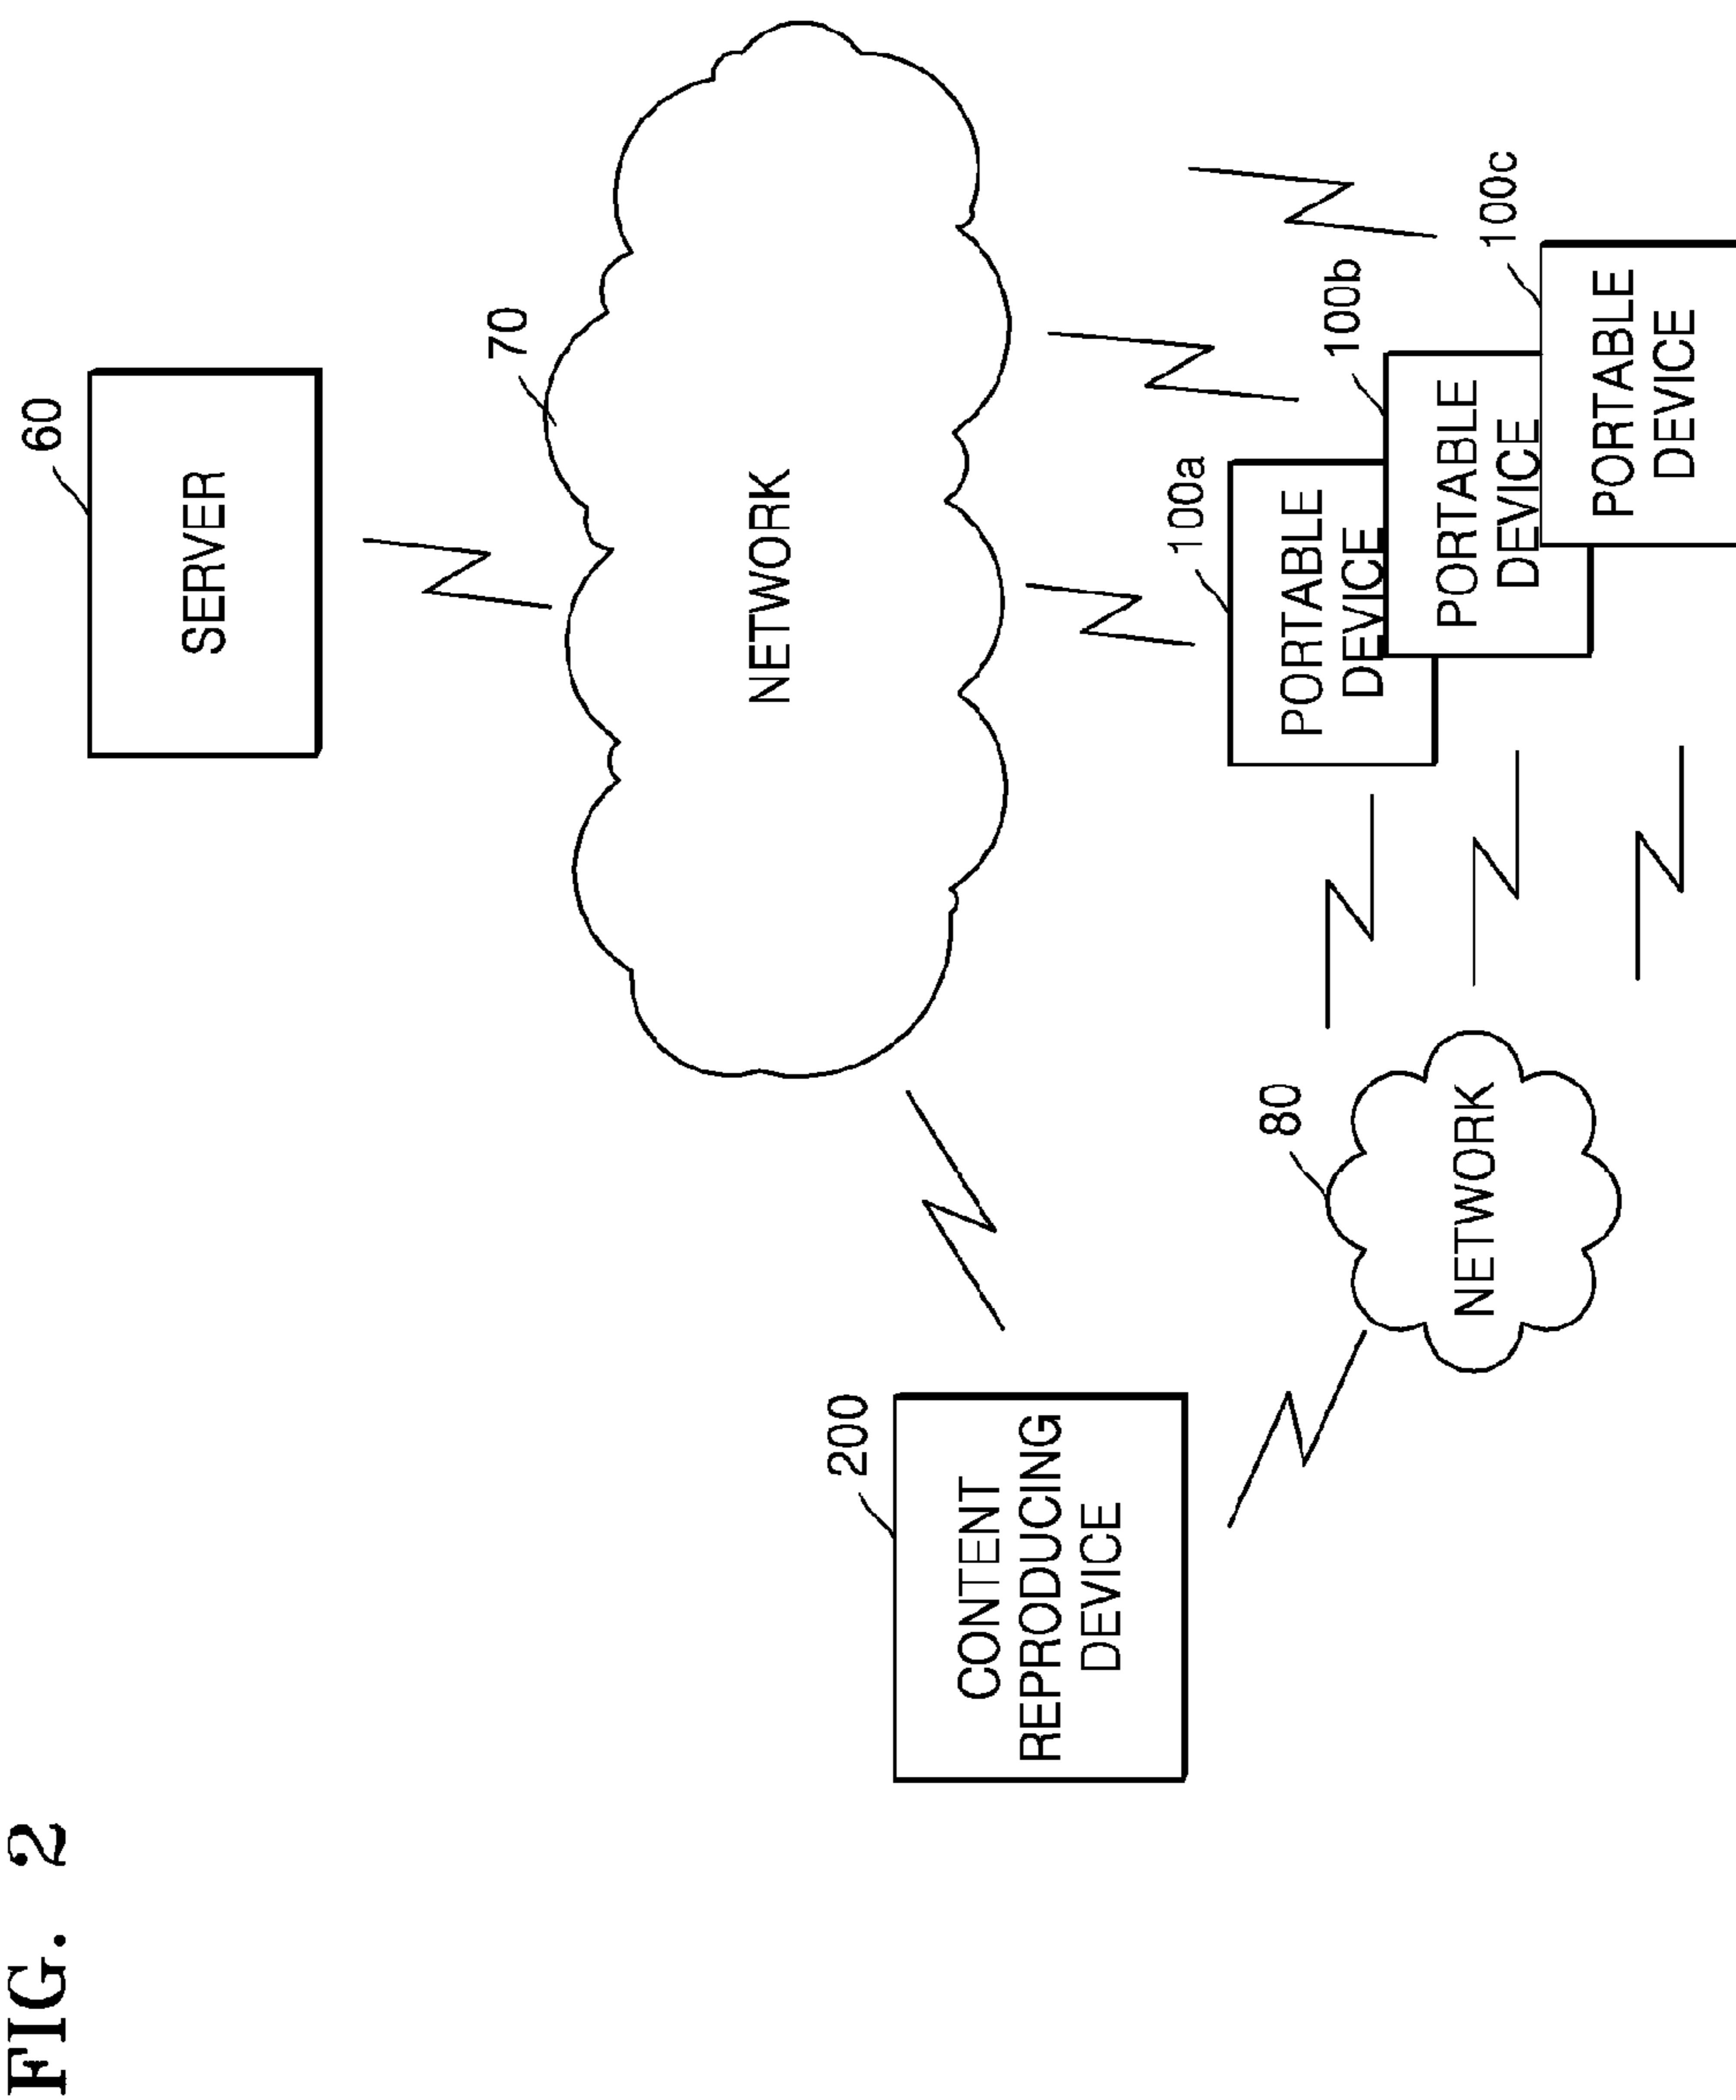 FIG. 2
60
SERVER
70
NETWORK
200
CONTENT
REPRODUCING
DEVICE
80
NETWORK
100a
PORTABLE
DEVICE
100b
PORTABLE
DEVICE
100c
PORTABLE
DEVICE